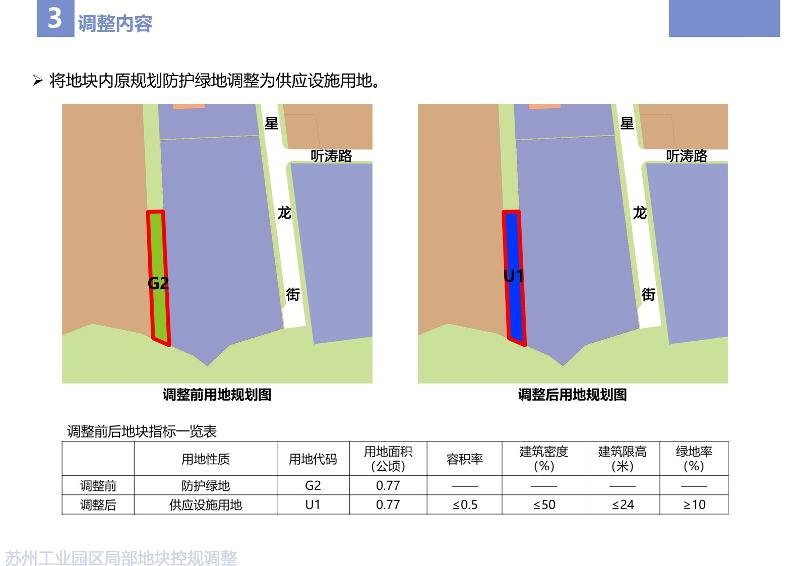 3 调整内容
➢ 将地块内原规划防护绿地调整为供应设施用地。
星
听涛路
龙
G2
街
星
听涛路
龙
U1
街
调整前用地规划图
调整后用地规划图
调整前后地块指标一览表
用地性质 用地代码 用地面积（公顷） 容积率 建筑密度（%） 建筑限高（米） 绿地率（%）
调整前 防护绿地 G2 0.77 —— —— —— ——
调整后 供应设施用地 U1 0.77 ≤0.5 ≤50 ≤24 ≥10
苏州工业园区局部地块控规调整